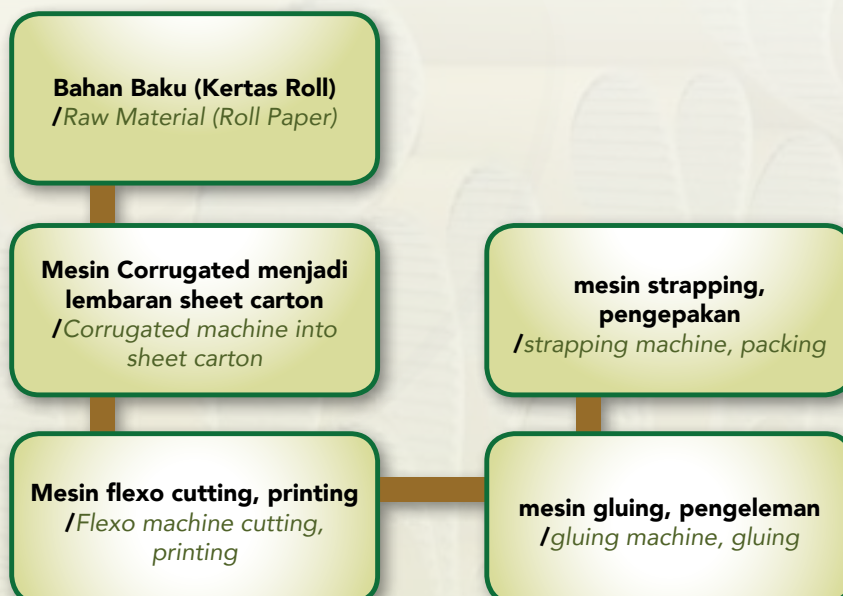 Bahan Baku (Kertas Roll)
/Raw Material (Roll Paper)
Mesin Corrugated menjadi
lembaran sheet carton
/Corrugated machine into
sheet carton
Mesin flexo cutting, printing
/Flexo machine cutting,
printing
mesin gluing, pengeleman
/gluing machine, gluing
mesin strapping,
pengepakan
/strapping machine, packing